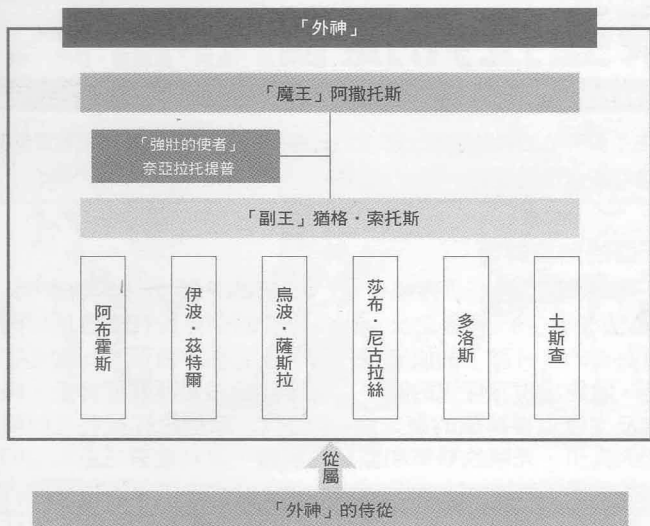 「外神」
「魔王」阿撒托斯
「強壯的使者」
奈亞拉托提普
「副王」猶格・索托斯
阿布霍斯
伊波・茲特爾
烏波・薩斯拉
莎布・尼古拉絲
多洛斯
土斯查
從屬
「外神」的侍從